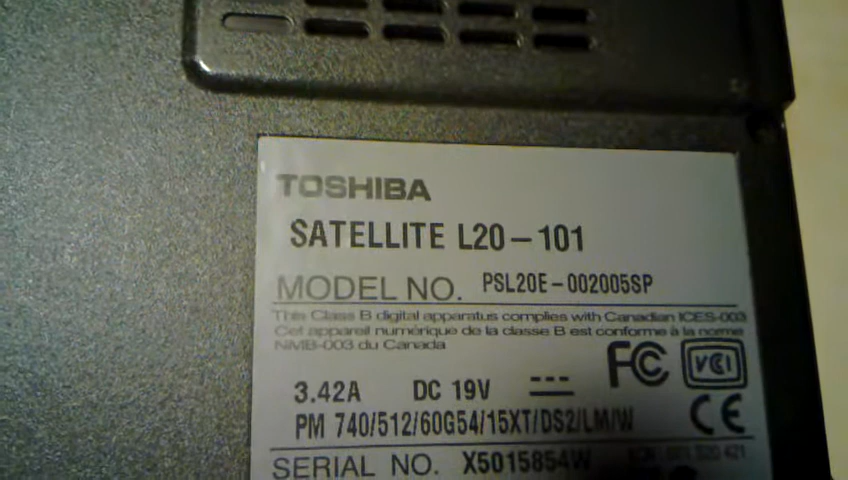 TOSHIBA
SATELLITE L20-101
MODEL NO. PSL20E-002005SP
This Class B digital apparatus complies with Canadian ICES-003
Cet appareil numérique de la classe B est conforme à la norme
NMB-003 du Canada
FC VCI
3.42A DC 19V
PM 740/512/60G54/15XT/DS2/LM/W CE
SERIAL NO. X5015854W